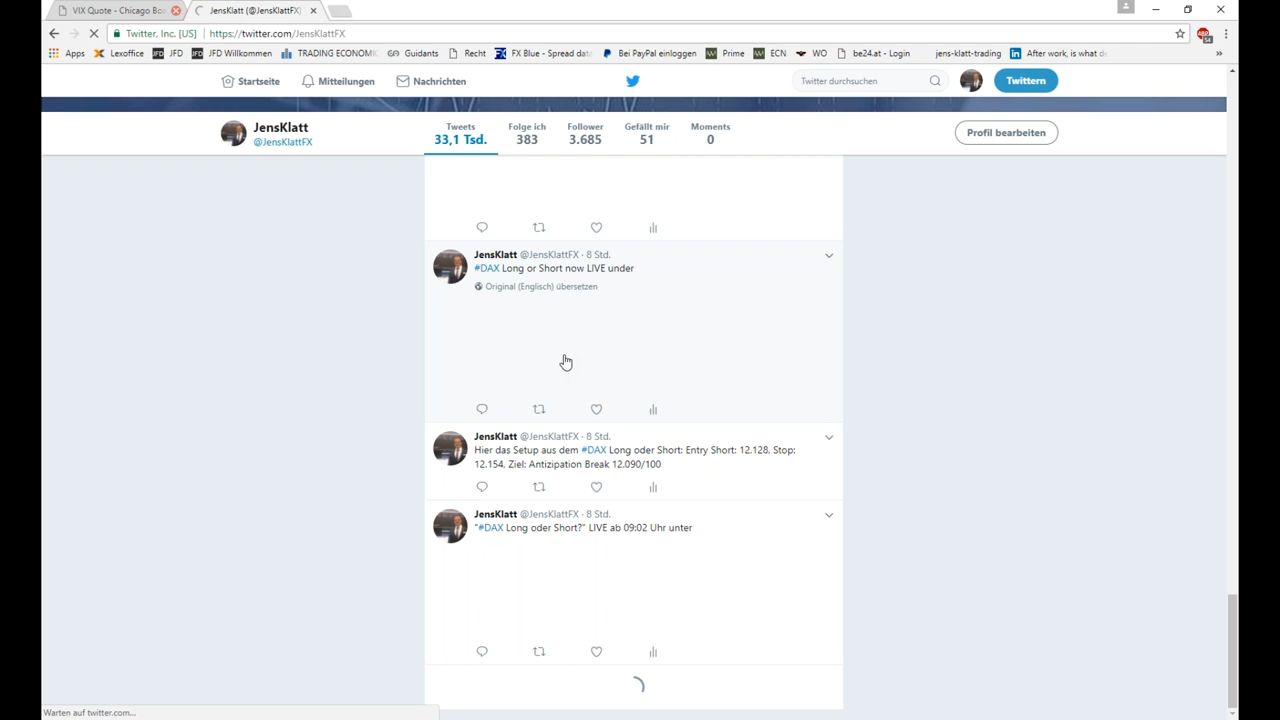 VIX Quote - Chicago Bo
JensKlatt (@JensKlattFX)
Twitter, Inc. [US] https://twitter.com/JensKlattFX
Apps Lexoffice JFD JFD Willkommen TRADING ECONOMI Guidants Recht FX Blue - Spread dat Bei PayPal einloggen Prime ECN WO be24.at - Login jens-klatt-trading After work, is what d
Startseite Mitteilungen Nachrichten Twitter durchsuchen Twittern
JensKlatt
@JensKlattFX
Tweets Folge ich Follower Gefällt mir Moments
33,1 Tsd. 383 3.685 51 0
Profil bearbeiten
JensKlatt @JensKlattFX · 8 Std.
#DAX Long or Short now LIVE under
Original (Englisch) übersetzen
JensKlatt @JensKlattFX · 8 Std.
Hier das Setup aus dem #DAX Long oder Short: Entry Short: 12.128, Stop:
12.154, Ziel: Antizipation Break 12.090/100
JensKlatt @JensKlattFX · 8 Std.
"#DAX Long oder Short?" LIVE ab 09:02 Uhr unter
Warten auf twitter.com...